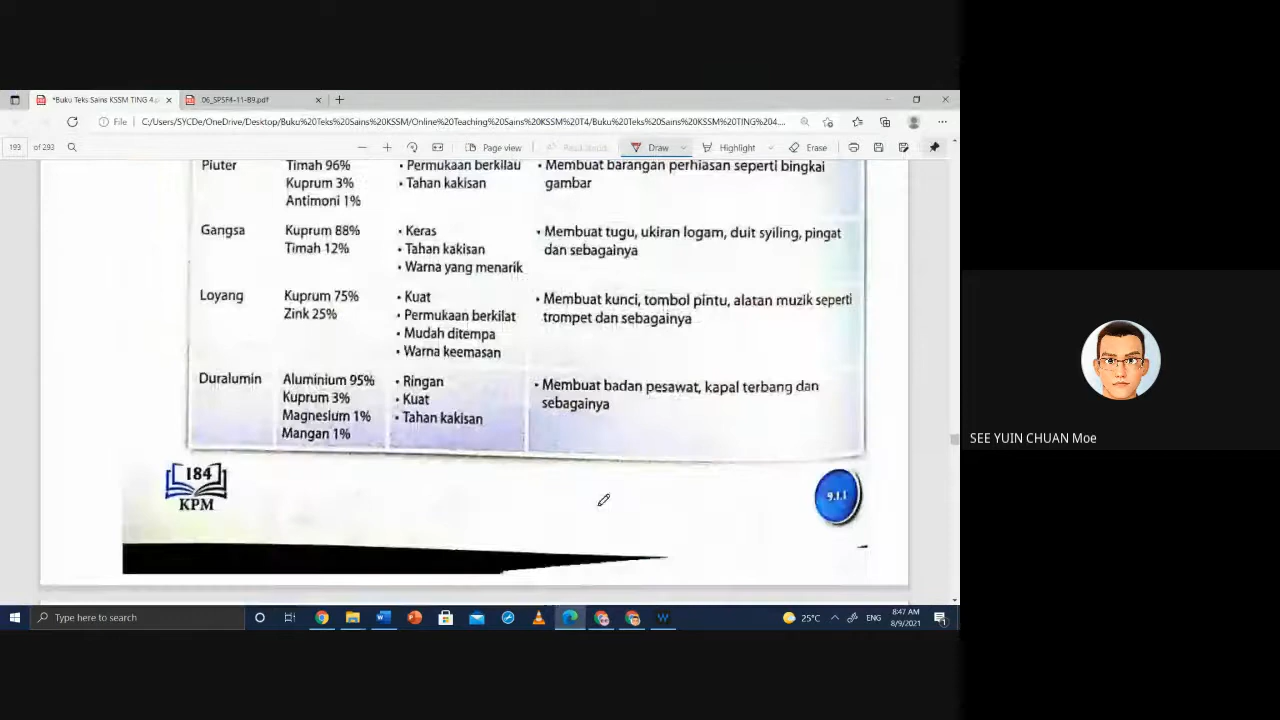 *Buku Teks Sains KSSM TING 4.p
06_SPSF4-11-B9.pdf
File
C:/Users/SYCDe/OneDrive/Desktop/Buku%20Teks%20Sains%20KSSM/Online%20Teaching%20Sains%20KSSM%20T4/Buku%20Teks%20Sains%20KSSM%20TING%204....
193 of 293
Page view
Read aloud
Draw
Highlight
Erase
Piuter
Timah 96%
Kuprum 3%
Antimoni 1%
• Permukaan berkilau
• Tahan kakisan
• Membuat barangan perhiasan seperti bingkai
gambar
Gangsa
Kuprum 88%
Timah 12%
• Keras
• Tahan kakisan
• Warna yang menarik
• Membuat tugu, ukiran logam, duit syiling, pingat
dan sebagainya
Loyang
Kuprum 75%
Zink 25%
• Kuat
• Permukaan berkilat
• Mudah ditempa
• Warna keemasan
• Membuat kunci, tombol pintu, alatan muzik seperti
trompet dan sebagainya
Duralumin
Aluminium 95%
Kuprum 3%
Magnesium 1%
Mangan 1%
• Ringan
• Kuat
• Tahan kakisan
• Membuat badan pesawat, kapal terbang dan
sebagainya
184
KPM
9.1.1
SEE YUIN CHUAN Moe
Type here to search
25°C
ENG
8:47 AM
8/9/2021